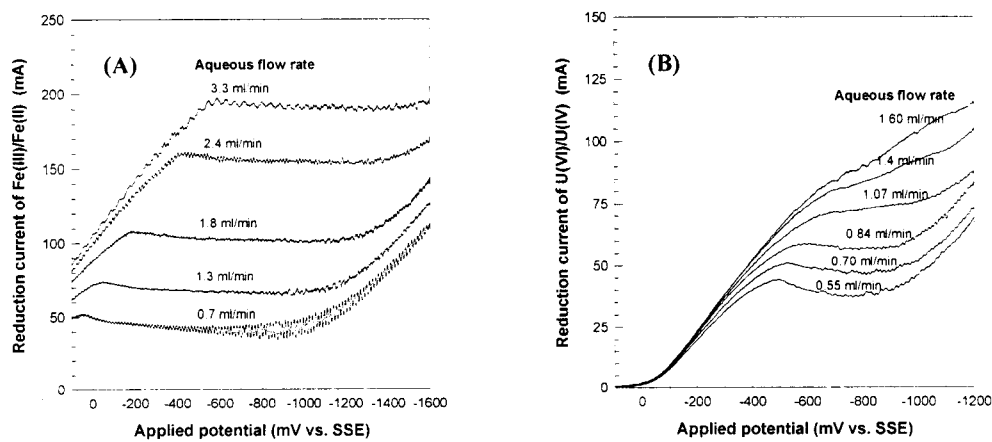 (A)
Reduction current of Fe(III)/Fe(II) (mA)
250
200
150
100
50
0
Aqueous flow rate
3.3 ml/min
2.4 ml/min
1.8 ml/min
1.3 ml/min
0.7 ml/min
0 -200 -400 -600 -800 -1000 -1200 -1400 -1600
Applied potential (mV vs. SSE)
(B)
Reduction current of U(VI)/U(IV) (mA)
150
125
100
75
50
25
0
Aqueous flow rate
1.60 ml/min
1.4 ml/min
1.07 ml/min
0.84 ml/min
0.70 ml/min
0.55 ml/min
0 -200 -400 -600 -800 -1000 -1200
Applied potential (mV vs. SSE)